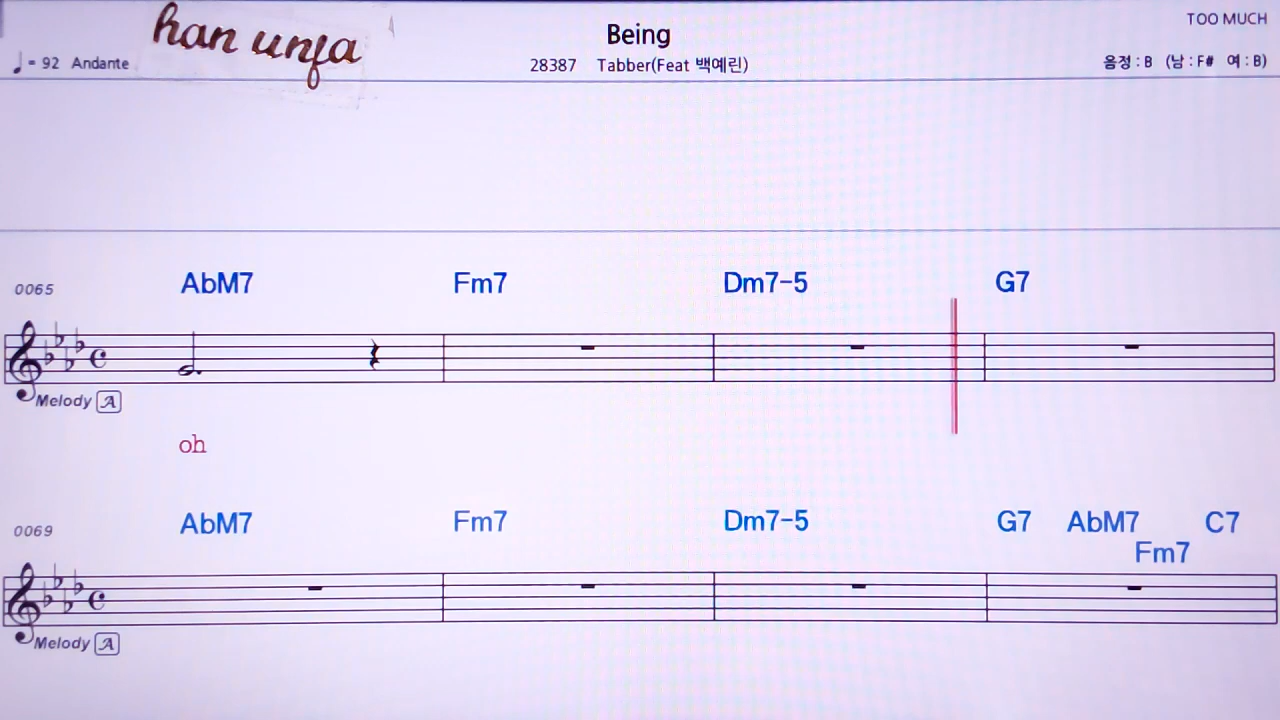 han unfa
Being
TOO MUCH
♩ = 92 Andante
28387 Tabber(Feat 백예린)
음정 : B (남 : F# 여 : B)
0065 AbM7 Fm7 Dm7-5 G7
Melody A
oh
0069 AbM7 Fm7 Dm7-5 G7 AbM7 C7
Fm7
Melody A